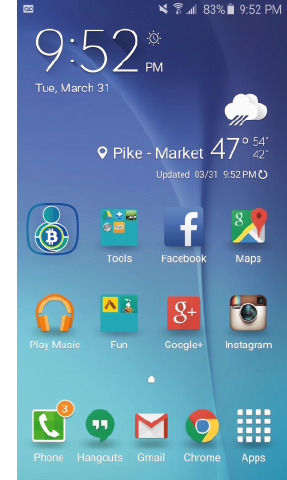 83% 9:52 PM
9:52 PM
Tue, March 31
Pike - Market 47° 54° 42°
Updated 03/31 9:52 PM
Tools Facebook Maps
Play Music Fun Google+ Instagram
3
Phone Hangouts Gmail Chrome Apps